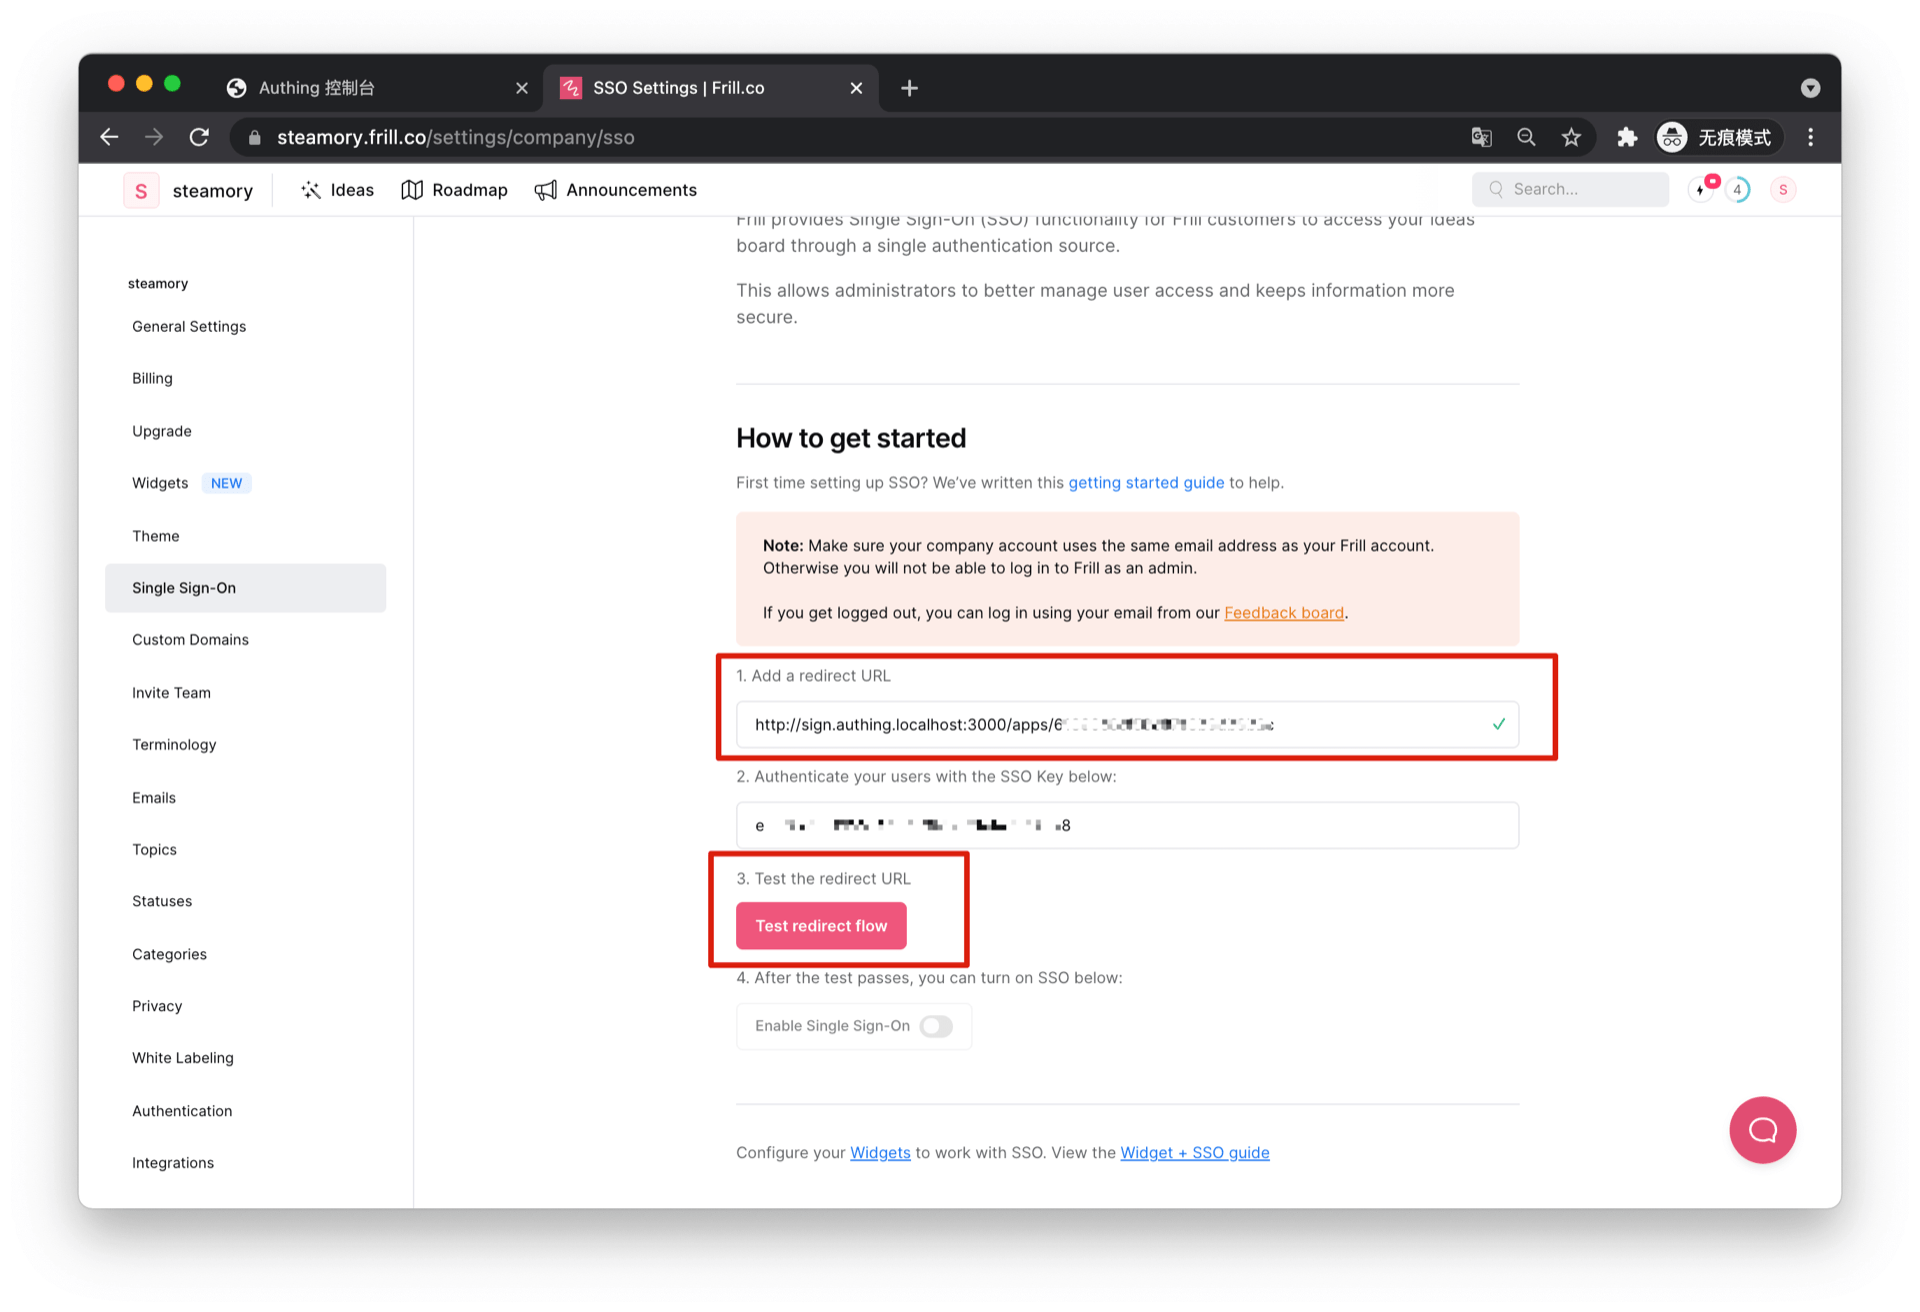 Authing 控制台
SSO Settings | Frill.co
steamory.frill.co/settings/company/sso
无痕模式
S
steamory
Ideas
Roadmap
Announcements
Search...
4
S
steamory
General Settings
Billing
Upgrade
Widgets NEW
Theme
Single Sign-On
Custom Domains
Invite Team
Terminology
Emails
Topics
Statuses
Categories
Privacy
White Labeling
Authentication
Integrations
Frill provides Single Sign-On (SSO) functionality for Frill customers to access your ideas
board through a single authentication source.
This allows administrators to better manage user access and keeps information more
secure.
How to get started
First time setting up SSO? We've written this getting started guide to help.
Note: Make sure your company account uses the same email address as your Frill account.
Otherwise you will not be able to log in to Frill as an admin.
If you get logged out, you can log in using your email from our Feedback board.
1. Add a redirect URL
http://sign.authing.localhost:3000/apps/6
2. Authenticate your users with the SSO Key below:
e 8
3. Test the redirect URL
Test redirect flow
4. After the test passes, you can turn on SSO below:
Enable Single Sign-On
Configure your Widgets to work with SSO. View the Widget + SSO guide